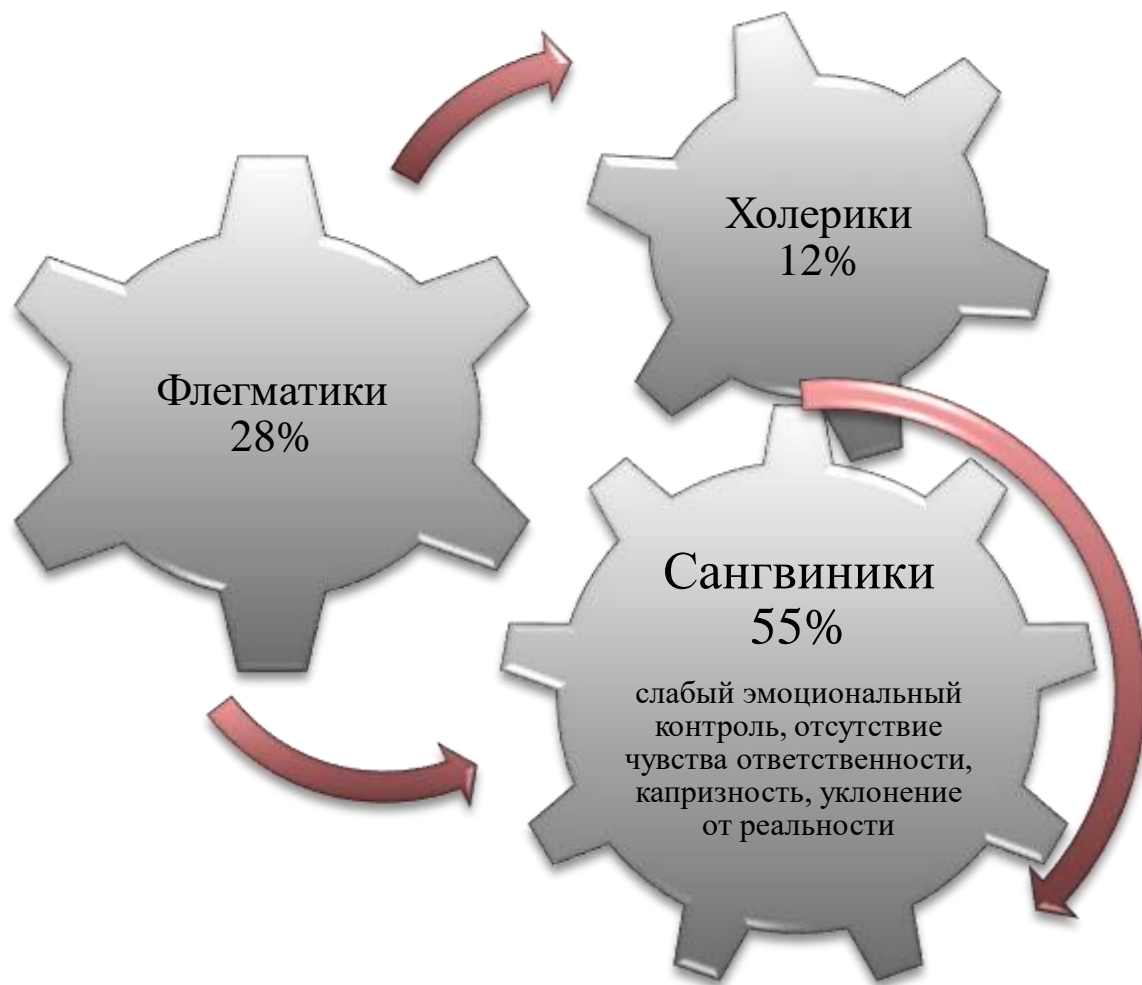 Холерики
12%
Флегматики
28%
Сангвиники
55%
слабый эмоциональный
контроль, отсутствие
чувства ответственности,
капризность, уклонение
от реальности